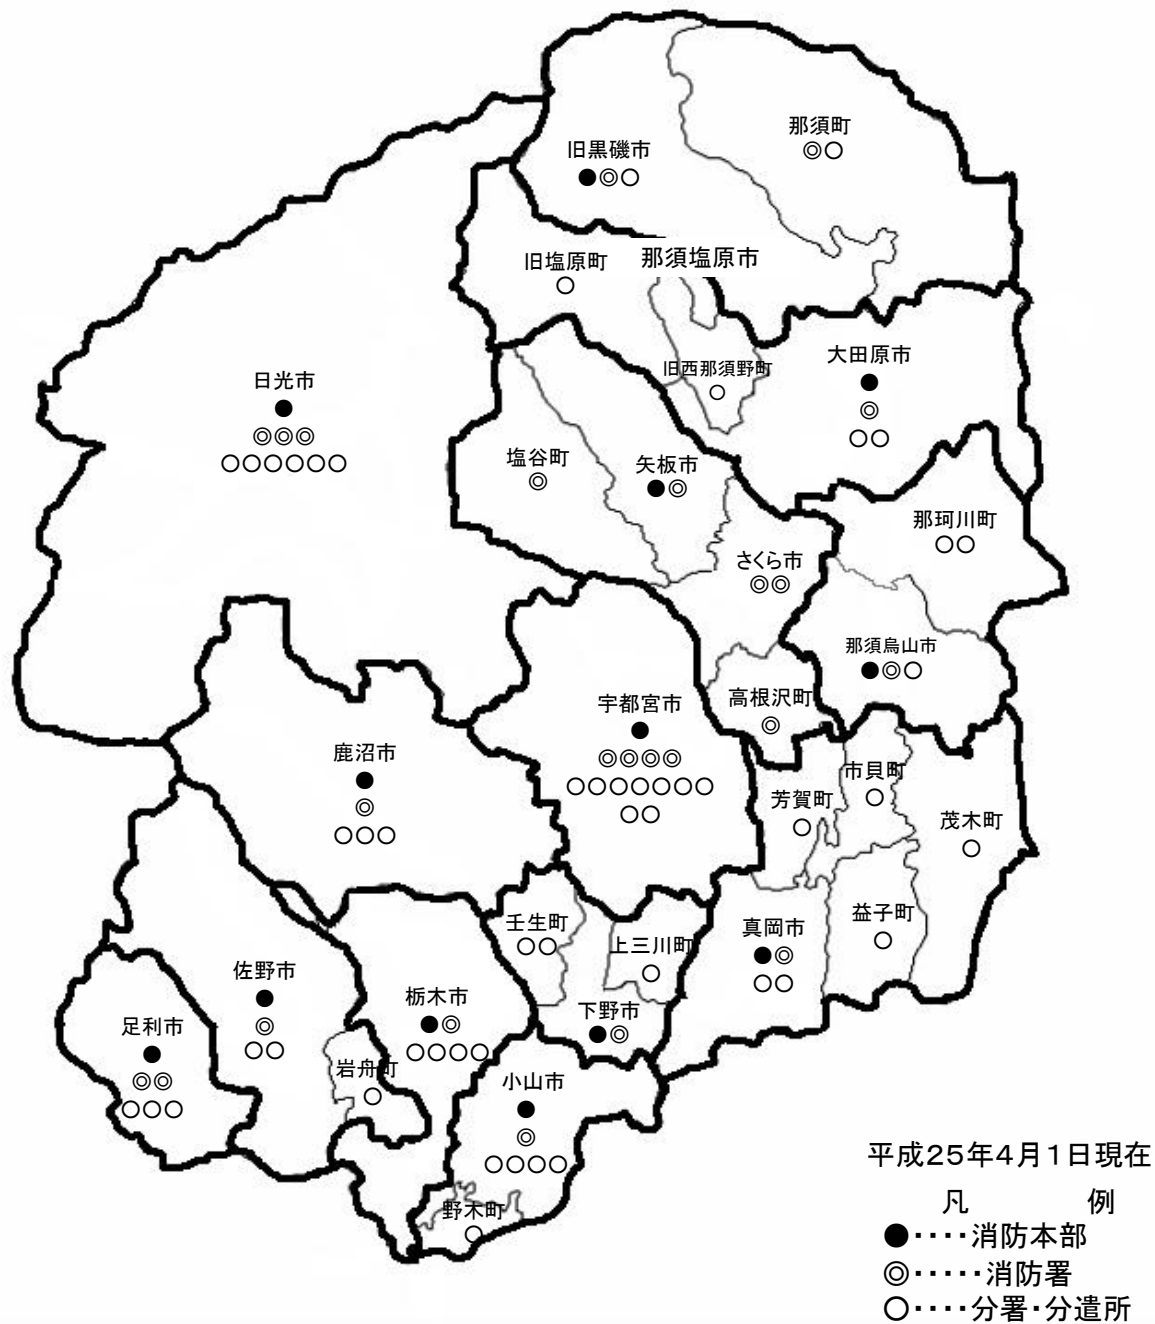 那須町
◎○
旧黒磯市
●◎○
旧塩原町
○
那須塩原市
大田原市
●
◎
○○
旧西那須野町
○
日光市
●
◎◎◎
○○○○○○
塩谷町
◎
矢板市
●◎
那珂川町
○○
さくら市
◎◎
那須烏山市
●◎○
高根沢町
◎
宇都宮市
●
◎◎◎◎
○○○○○○○
○○
鹿沼市
●
◎
○○○
市貝町
○
芳賀町
○
茂木町
○
壬生町
○○
上三川町
○
真岡市
●◎
○○
益子町
○
佐野市
●
◎
○○
栃木市
●◎
○○○○
下野市
●◎
足利市
●
◎◎
○○○
岩舟町
○
小山市
●
◎
○○○○
野木町
○
平成25年4月1日現在
凡 例
●・・・・消防本部
◎・・・・・消防署
○・・・・分署・分遣所